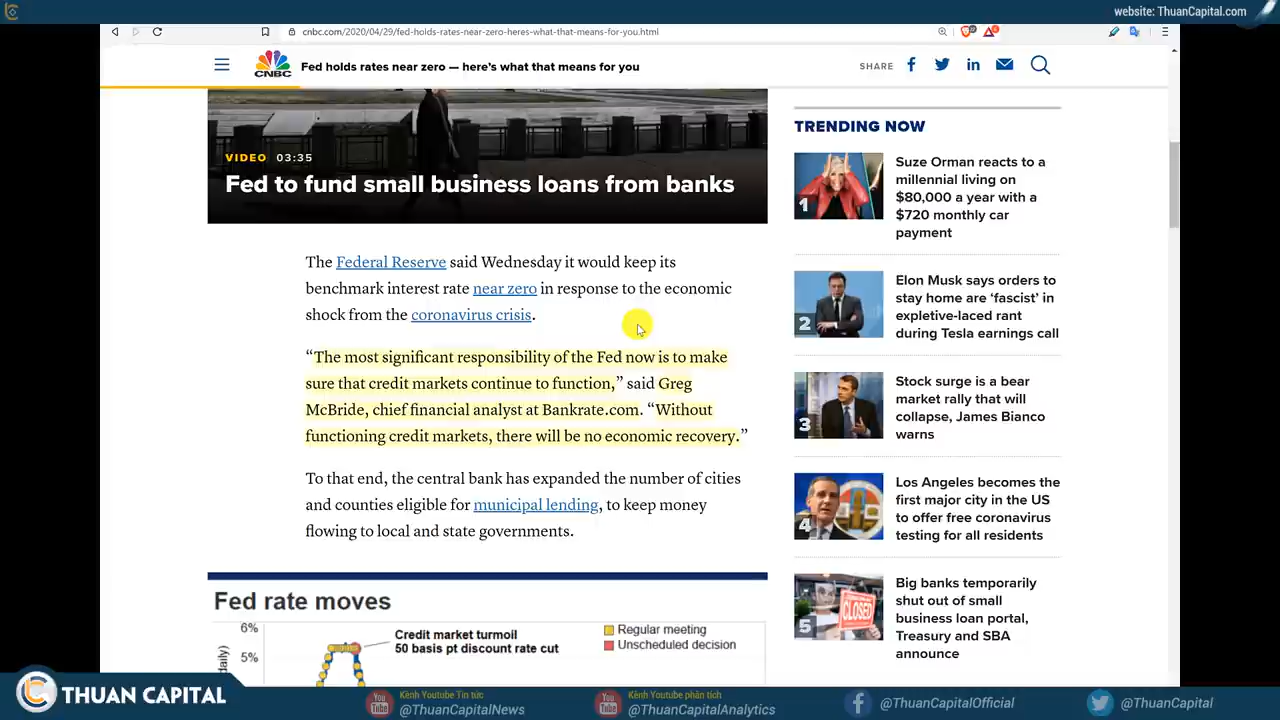 website: ThuanCapital.com
cnbc.com/2020/04/29/fed-holds-rates-near-zero-heres-what-that-means-for-you.html
CNBC
Fed holds rates near zero — here's what that means for you
SHARE
VIDEO 03:35
Fed to fund small business loans from banks
The Federal Reserve said Wednesday it would keep its
benchmark interest rate near zero in response to the economic
shock from the coronavirus crisis.
“The most significant responsibility of the Fed now is to make
sure that credit markets continue to function,” said Greg
McBride, chief financial analyst at Bankrate.com. “Without
functioning credit markets, there will be no economic recovery.”
To that end, the central bank has expanded the number of cities
and counties eligible for municipal lending, to keep money
flowing to local and state governments.
Fed rate moves
6%
5%
daily)
Credit market turmoil
50 basis pt discount rate cut
Regular meeting
Unscheduled decision
TRENDING NOW
1
Suze Orman reacts to a
millennial living on
$80,000 a year with a
$720 monthly car
payment
2
Elon Musk says orders to
stay home are ‘fascist’ in
expletive-laced rant
during Tesla earnings call
3
Stock surge is a bear
market rally that will
collapse, James Bianco
warns
4
Los Angeles becomes the
first major city in the US
to offer free coronavirus
testing for all residents
CLOSED
5
Big banks temporarily
shut out of small
business loan portal,
Treasury and SBA
announce
THUAN CAPITAL
You Tube
Kênh Youtube Tin tức
@ThuanCapitalNews
You Tube
Kênh Youtube phân tích
@ThuanCapitalAnalytics
@ThuanCapitalOfficial
@ThuanCapital